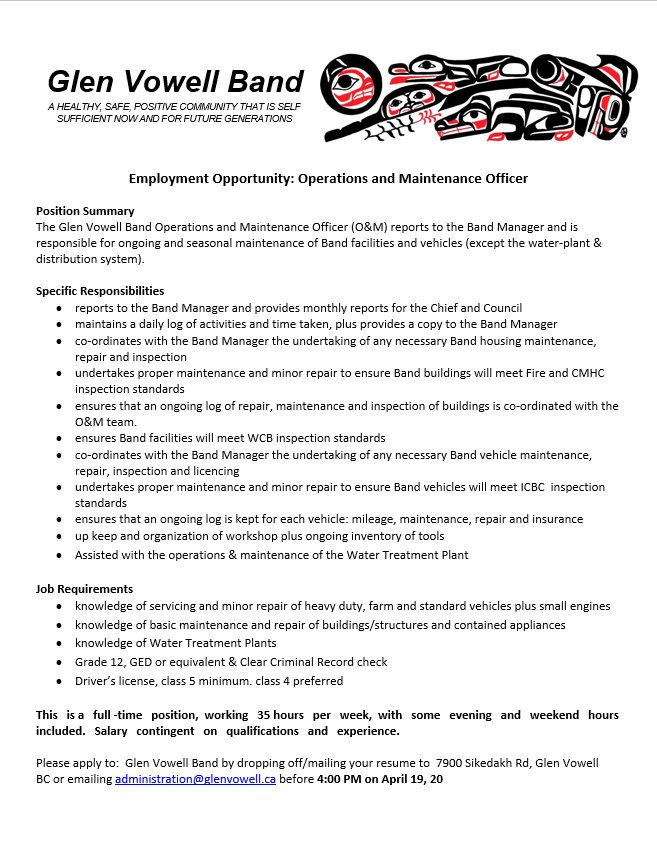 Glen Vowell Band
A HEALTHY, SAFE, POSITIVE COMMUNITY THAT IS SELF
SUFFICIENT NOW AND FOR FUTURE GENERATIONS
Employment Opportunity: Operations and Maintenance Officer
Position Summary
The Glen Vowell Band Operations and Maintenance Officer (O&M) reports to the Band Manager and is
responsible for ongoing and seasonal maintenance of Band facilities and vehicles (except the water-plant &
distribution system).
Specific Responsibilities
• reports to the Band Manager and provides monthly reports for the Chief and Council
• maintains a daily log of activities and time taken, plus provides a copy to the Band Manager
• co-ordinates with the Band Manager the undertaking of any necessary Band housing maintenance,
repair and inspection
• undertakes proper maintenance and minor repair to ensure Band buildings will meet Fire and CMHC
inspection standards
• ensures that an ongoing log of repair, maintenance and inspection of buildings is co-ordinated with the
O&M team.
• ensures Band facilities will meet WCB inspection standards
• co-ordinates with the Band Manager the undertaking of any necessary Band vehicle maintenance,
repair, inspection and licencing
• undertakes proper maintenance and minor repair to ensure Band vehicles will meet ICBC inspection
standards
• ensures that an ongoing log is kept for each vehicle: mileage, maintenance, repair and insurance
• up keep and organization of workshop plus ongoing inventory of tools
• Assisted with the operations & maintenance of the Water Treatment Plant
Job Requirements
• knowledge of servicing and minor repair of heavy duty, farm and standard vehicles plus small engines
• knowledge of basic maintenance and repair of buildings/structures and contained appliances
• knowledge of Water Treatment Plants
• Grade 12, GED or equivalent & Clear Criminal Record check
• Driver's license, class 5 minimum. class 4 preferred
This is a full-time position, working 35 hours per week, with some evening and weekend hours
included. Salary contingent on qualifications and experience.
Please apply to: Glen Vowell Band by dropping off/mailing your resume to 7900 Sikedakh Rd, Glen Vowell
BC or emailing administration@glenvowell.ca before 4:00 PM on April 19, 20